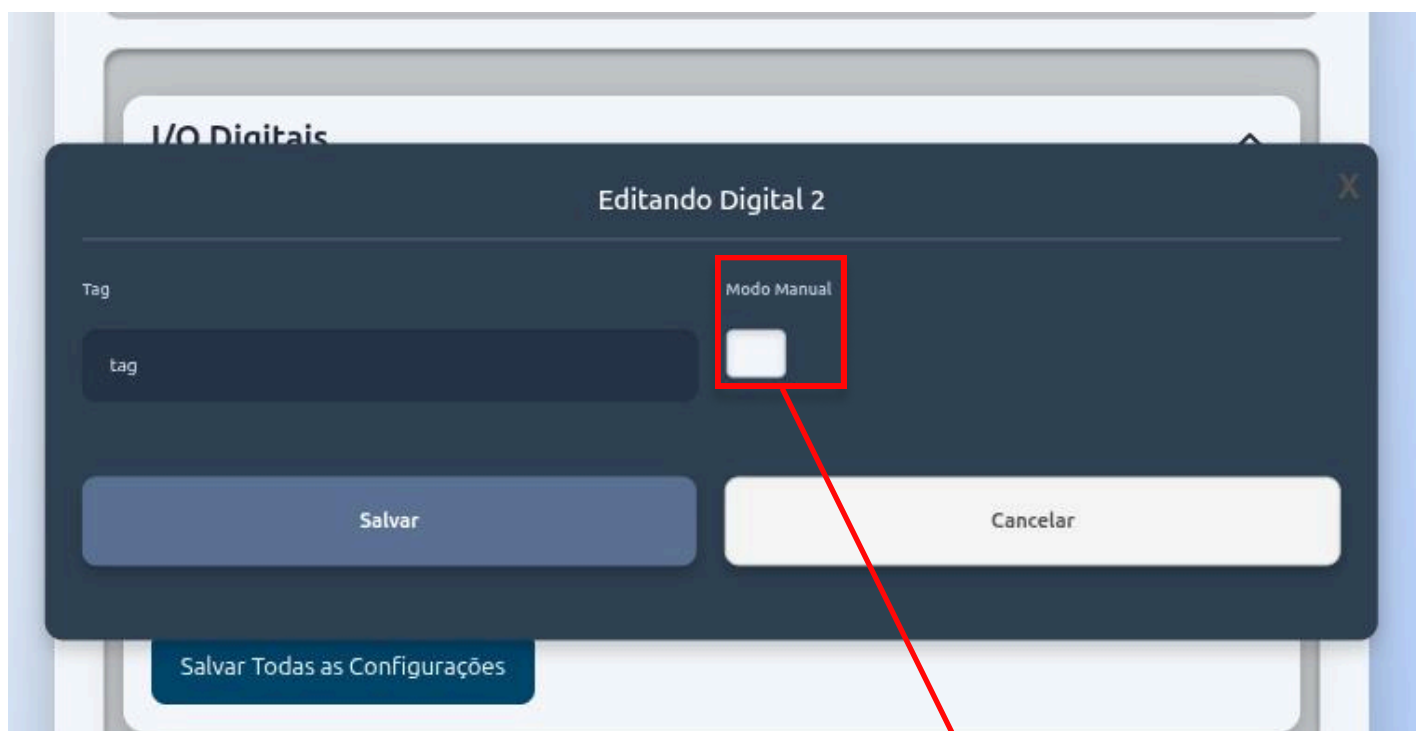 I/O Digitais
Editando Digital 2
X
Tag
Modo Manual
tag
Salvar
Cancelar
Salvar Todas as Configurações